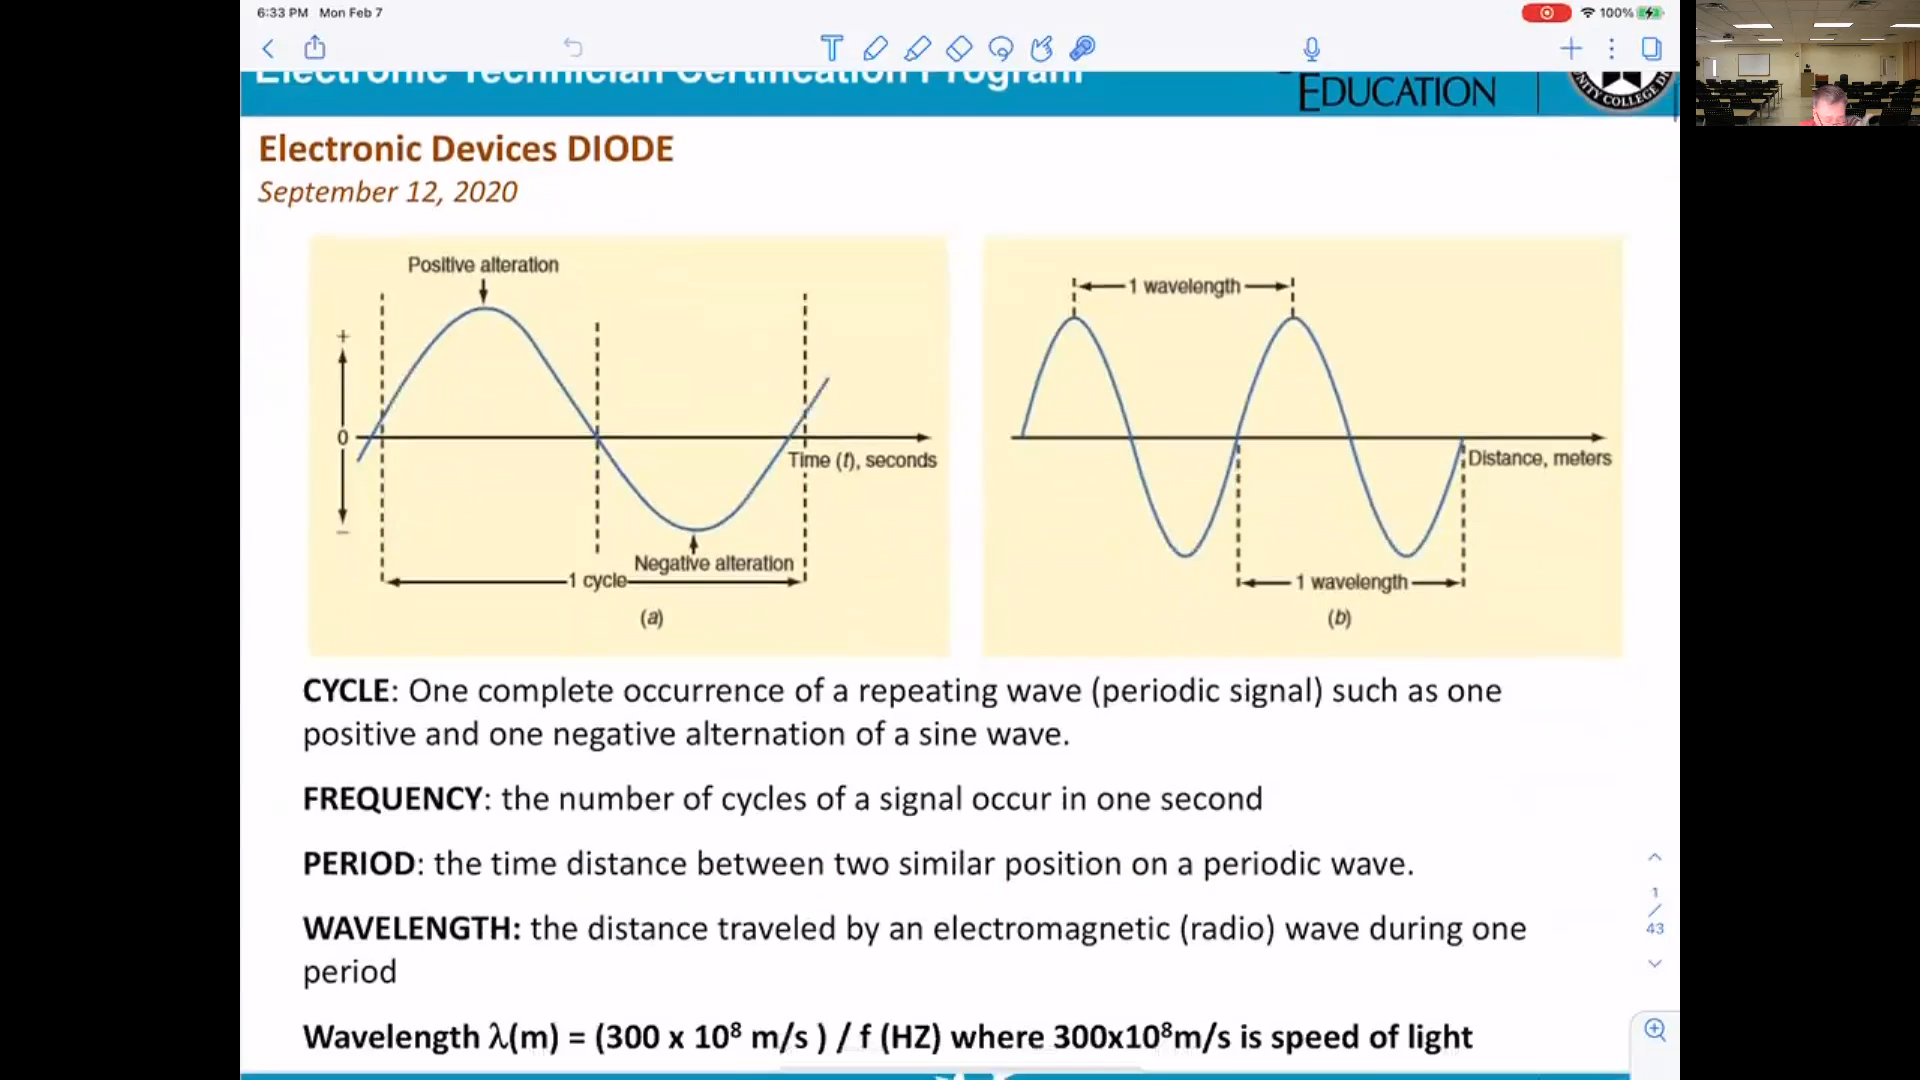 6:33 PM Mon Feb 7
100%
Electronic Technician Certification Program
EDUCATION
Electronic Devices DIODE
September 12, 2020
Positive alteration
+
0
−
Time (t), seconds
Negative alteration
1 cycle
(a)
1 wavelength
Distance, meters
1 wavelength
(b)
CYCLE: One complete occurrence of a repeating wave (periodic signal) such as one
positive and one negative alternation of a sine wave.
FREQUENCY: the number of cycles of a signal occur in one second
PERIOD: the time distance between two similar position on a periodic wave.
WAVELENGTH: the distance traveled by an electromagnetic (radio) wave during one
period
Wavelength λ(m) = (300 x 10⁸ m/s ) / f (HZ) where 300x10⁸m/s is speed of light
1
/
43